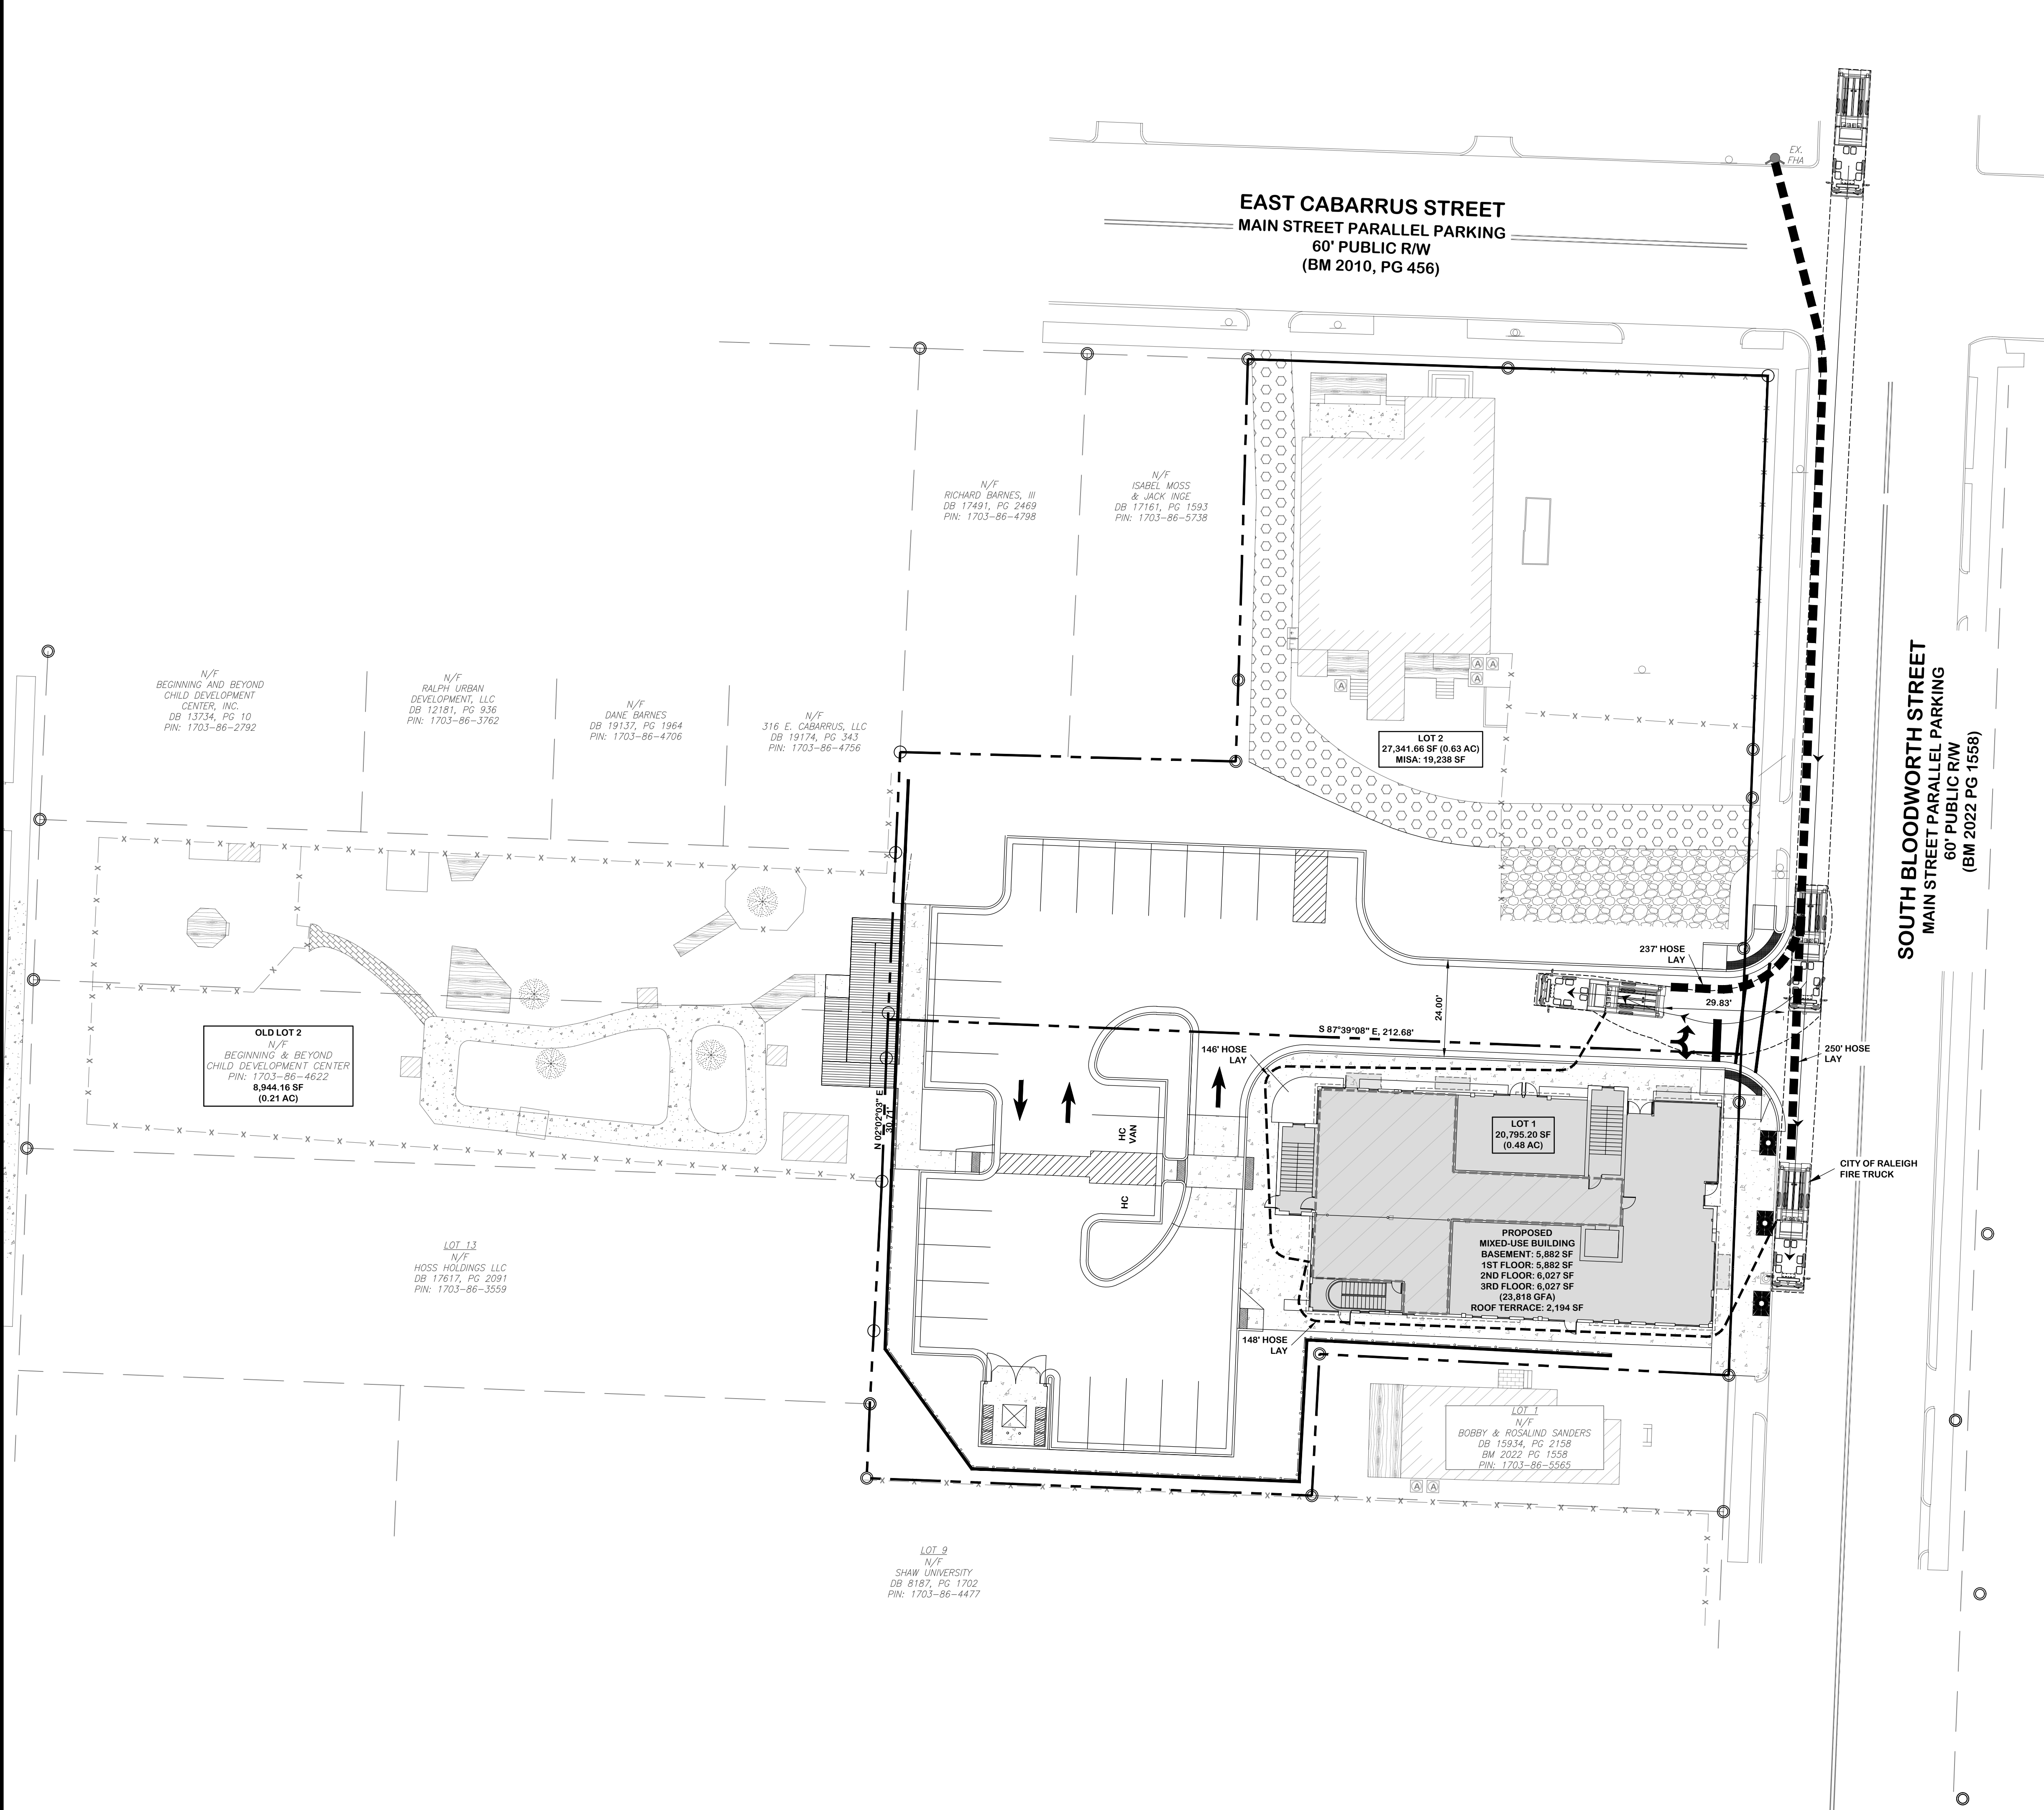 EX.
FHA
EAST CABARRUS STREET
MAIN STREET PARALLEL PARKING
60' PUBLIC R/W
(BM 2010, PG 456)
N/F
RICHARD BARNES, III
DB 17491, PG 2469
PIN: 1703-86-4798
N/F
ISABEL MOSS
& JACK INGE
DB 17161, PG 1593
PIN: 1703-86-5738
N/F
BEGINNING AND BEYOND
CHILD DEVELOPMENT
CENTER, INC.
DB 13734, PG 10
PIN: 1703-86-2792
N/F
RALPH URBAN
DEVELOPMENT, LLC
DB 12181, PG 936
PIN: 1703-86-3762
N/F
DANE BARNES
DB 19137, PG 1964
PIN: 1703-86-4706
N/F
316 E. CABARRUS, LLC
DB 19174, PG 343
PIN: 1703-86-4756
A A
A
A
LOT 2
27,341.66 SF (0.63 AC)
MISA: 19,238 SF
SOUTH BLOODWORTH STREET
MAIN STREET PARALLEL PARKING
60' PUBLIC R/W
(BM 2022 PG 1558)
237' HOSE
LAY
29.83'
24.00'
S 87°39'08" E, 212.68'
146' HOSE
LAY
250' HOSE
LAY
OLD LOT 2
N/F
BEGINNING & BEYOND
CHILD DEVELOPMENT CENTER
PIN: 1703-86-4622
8,944.16 SF
(0.21 AC)
N 02°02'03" E
30.71'
HC
VAN
HC
LOT 1
20,795.20 SF
(0.48 AC)
CITY OF RALEIGH
FIRE TRUCK
PROPOSED
MIXED-USE BUILDING
BASEMENT: 5,882 SF
1ST FLOOR: 5,882 SF
2ND FLOOR: 6,027 SF
3RD FLOOR: 6,027 SF
(23,818 GFA)
ROOF TERRACE: 2,194 SF
LOT 13
N/F
HOSS HOLDINGS LLC
DB 17617, PG 2091
PIN: 1703-86-3559
148' HOSE
LAY
LOT 1
N/F
BOBBY & ROSALIND SANDERS
DB 15934, PG 2158
BM 2022 PG 1558
PIN: 1703-86-5565
A A
LOT 9
N/F
SHAW UNIVERSITY
DB 8187, PG 1702
PIN: 1703-86-4477